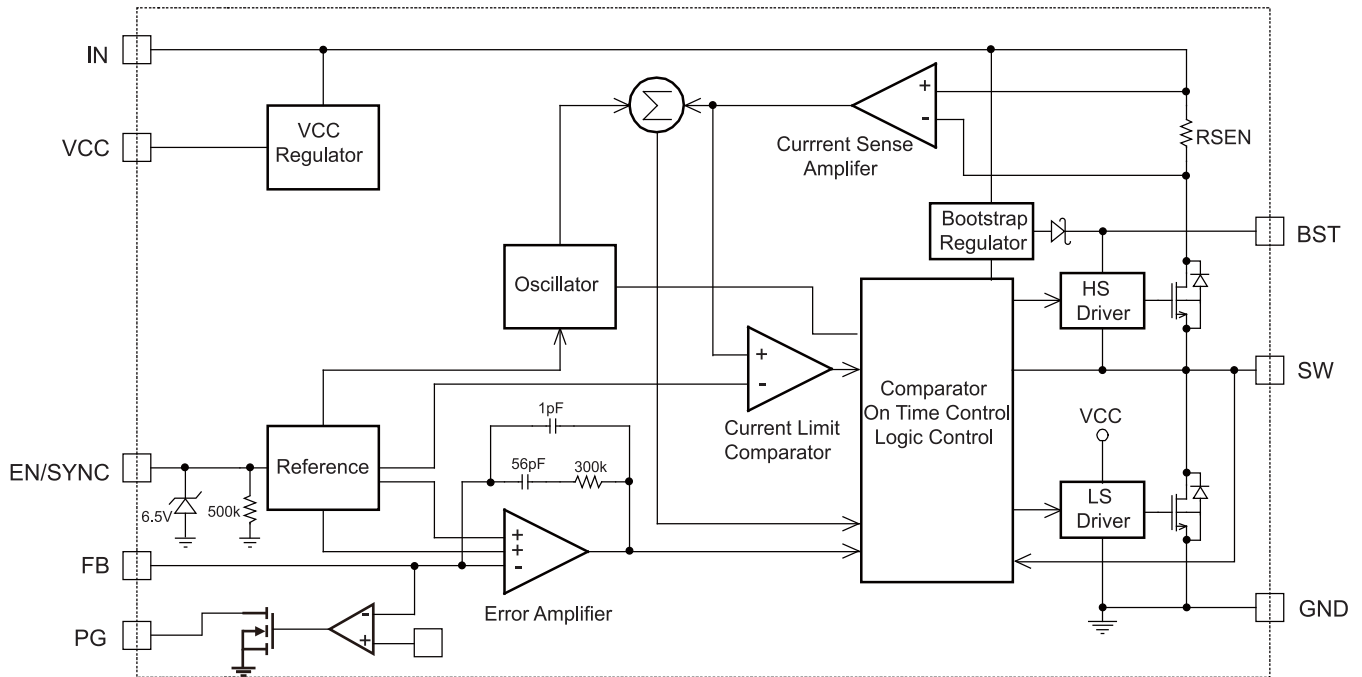 IN
VCC
VCC
Regulator
Σ
+
-
Currrent Sense
Amplifer
RSEN
Bootstrap
Regulator
BST
Oscillator
HS
Driver
+
-
Current Limit
Comparator
Comparator
On Time Control
Logic Control
SW
VCC
1pF
56pF
300k
EN/SYNC
Reference
6.5V
500k
LS
Driver
FB
+
+
-
Error Amplifier
PG
-
+
GND